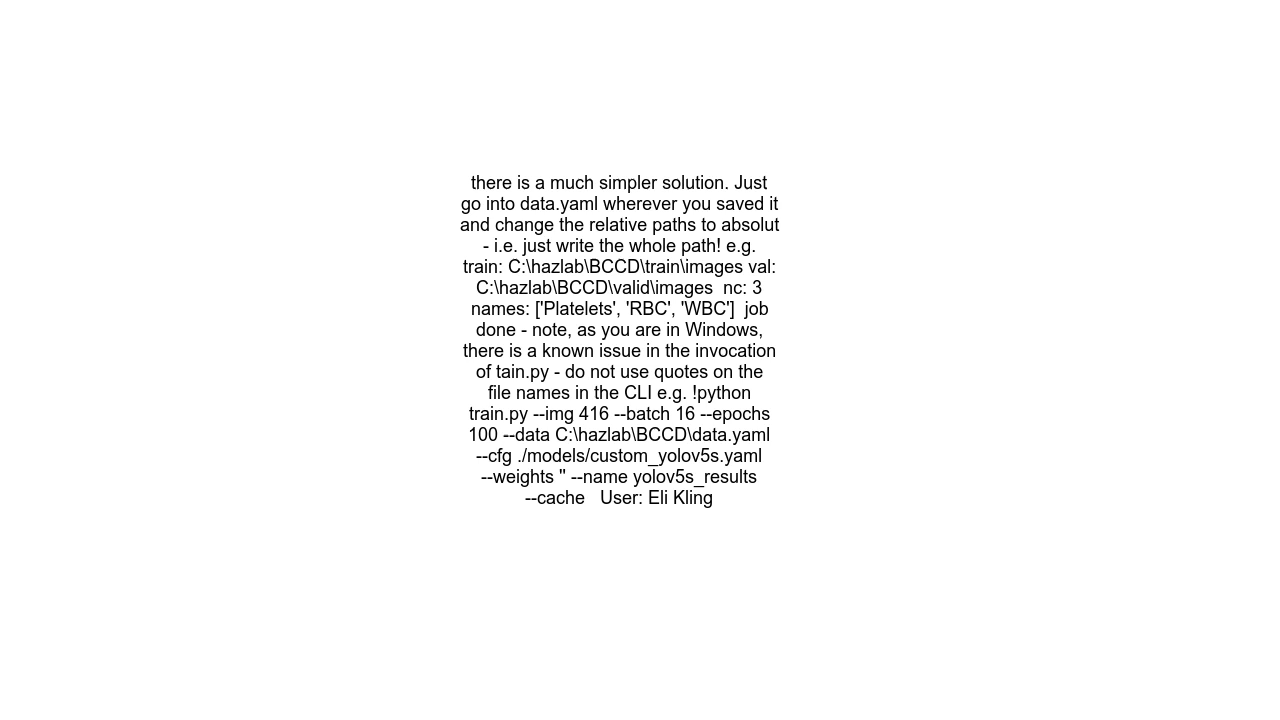 there is a much simpler solution. Just
go into data.yaml wherever you saved it
and change the relative paths to absolut
- i.e. just write the whole path! e.g.
train: C:\hazlab\BCCD\train\images val:
C:\hazlab\BCCD\valid\images  nc: 3
names: ['Platelets', 'RBC', 'WBC']  job
done - note, as you are in Windows,
there is a known issue in the invocation
of tain.py - do not use quotes on the
file names in the CLI e.g. !python
train.py --img 416 --batch 16 --epochs
100 --data C:\hazlab\BCCD\data.yaml
--cfg ./models/custom_yolov5s.yaml
--weights '' --name yolov5s_results
--cache   User: Eli Kling